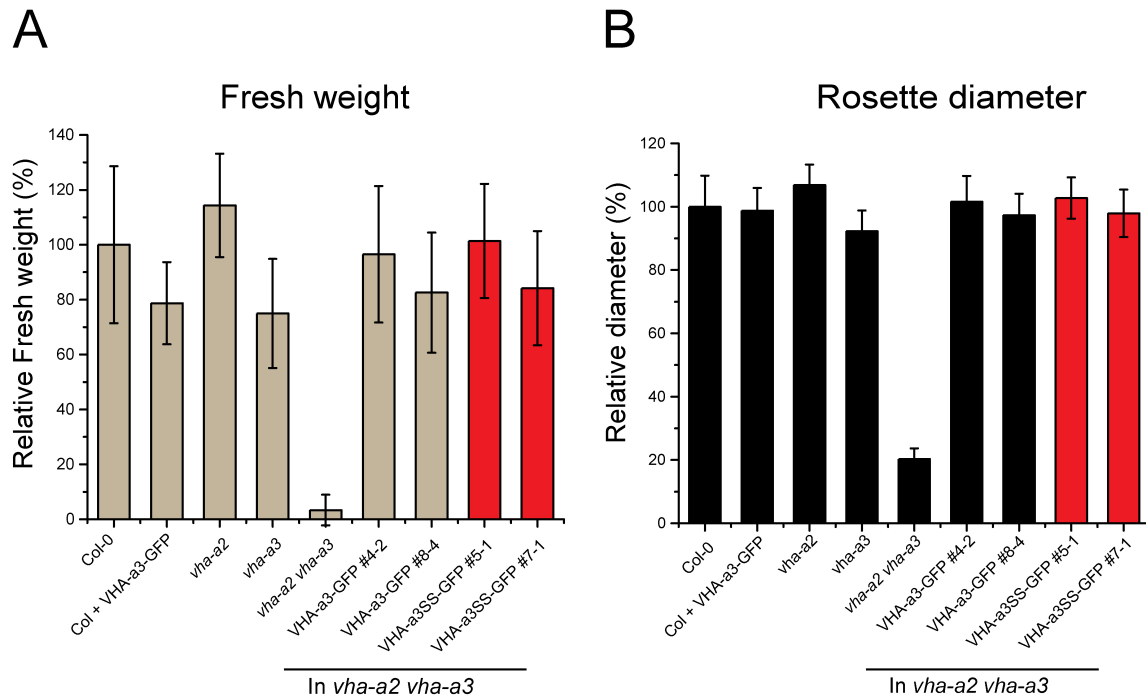 A
Fresh weight
Relative Fresh weight (%)
140
120
100
80
60
40
20
0
Col-0
Col + VHA-a3-GFP
vha-a2
vha-a3
vha-a2 vha-a3
VHA-a3-GFP #4-2
VHA-a3-GFP #8-4
VHA-a3SS-GFP #5-1
VHA-a3SS-GFP #7-1
In vha-a2 vha-a3
B
Rosette diameter
Relative diameter (%)
120
100
80
60
40
20
0
Col-0
Col + VHA-a3-GFP
vha-a2
vha-a3
vha-a2 vha-a3
VHA-a3-GFP #4-2
VHA-a3-GFP #8-4
VHA-a3SS-GFP #5-1
VHA-a3SS-GFP #7-1
In vha-a2 vha-a3